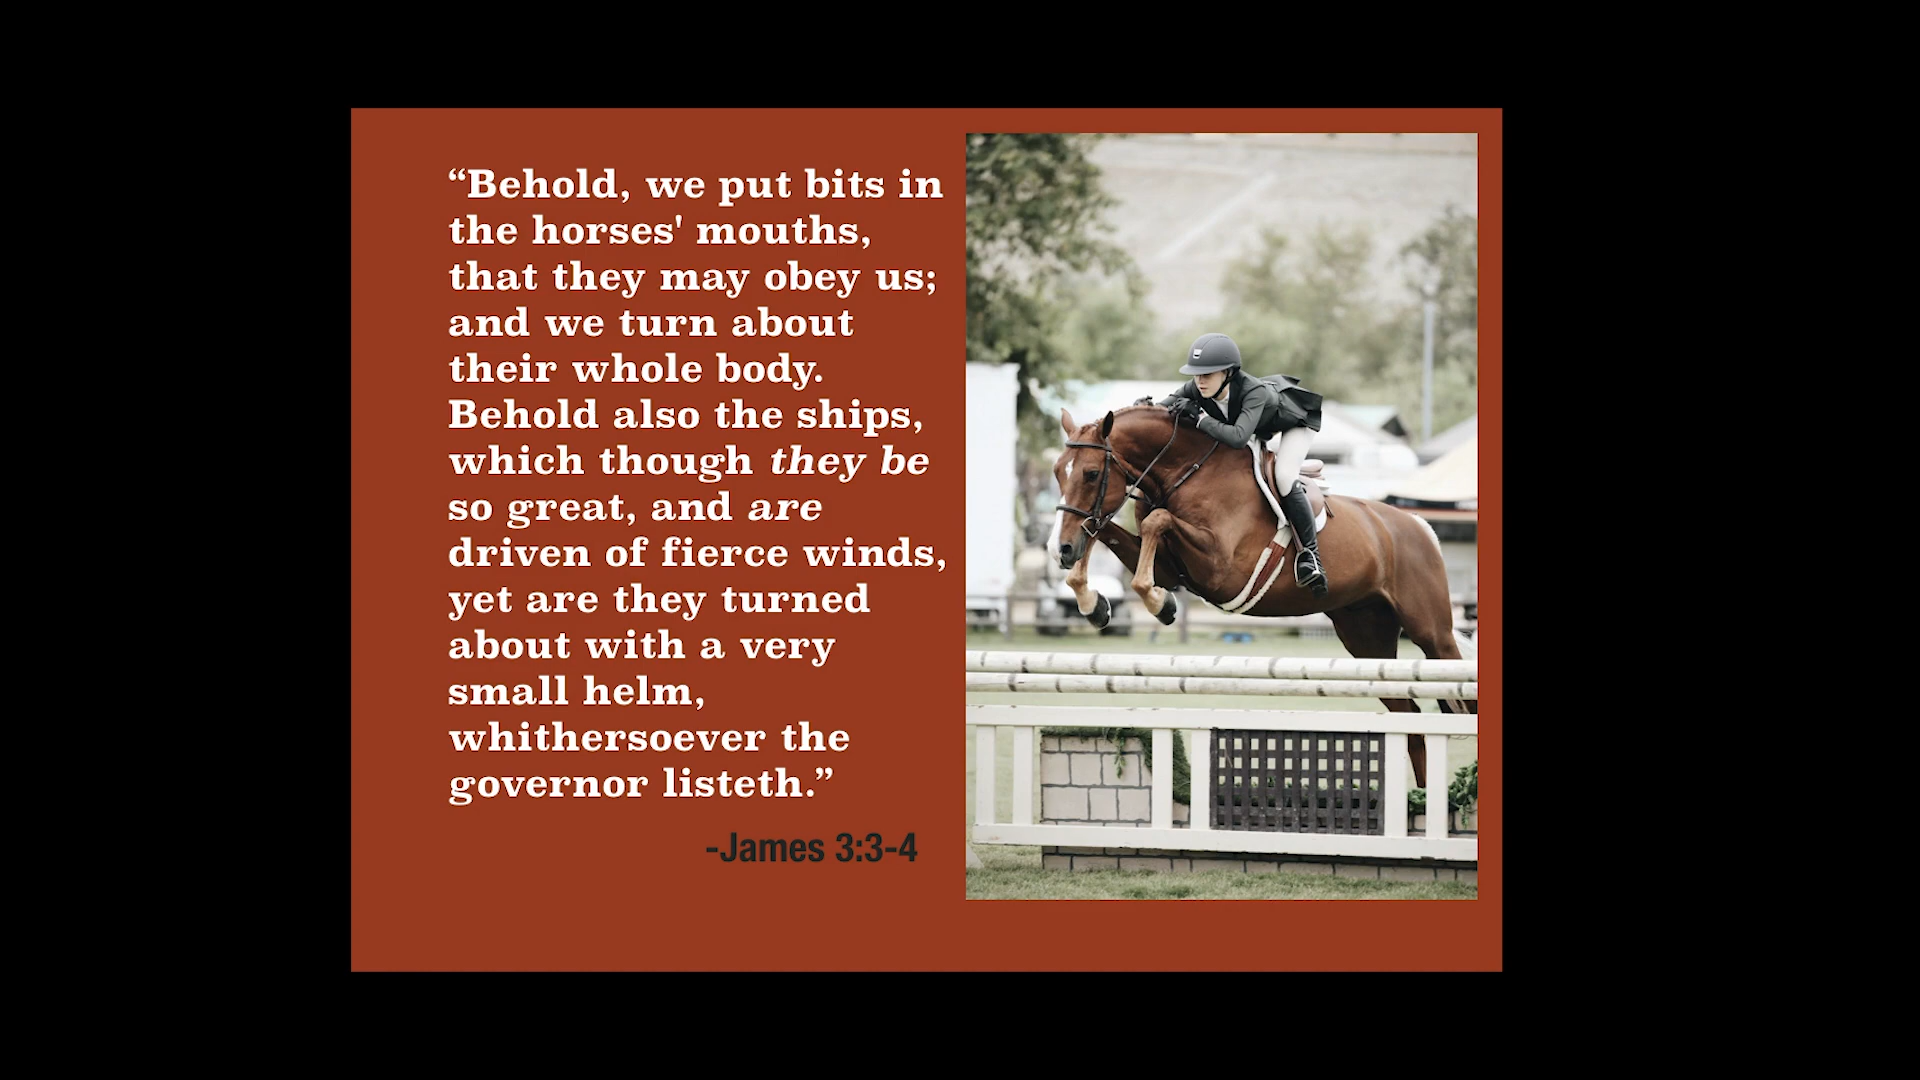 “Behold, we put bits in
the horses' mouths,
that they may obey us;
and we turn about
their whole body.
Behold also the ships,
which though they be
so great, and are
driven of fierce winds,
yet are they turned
about with a very
small helm,
whithersoever the
governor listeth.”
-James 3:3-4